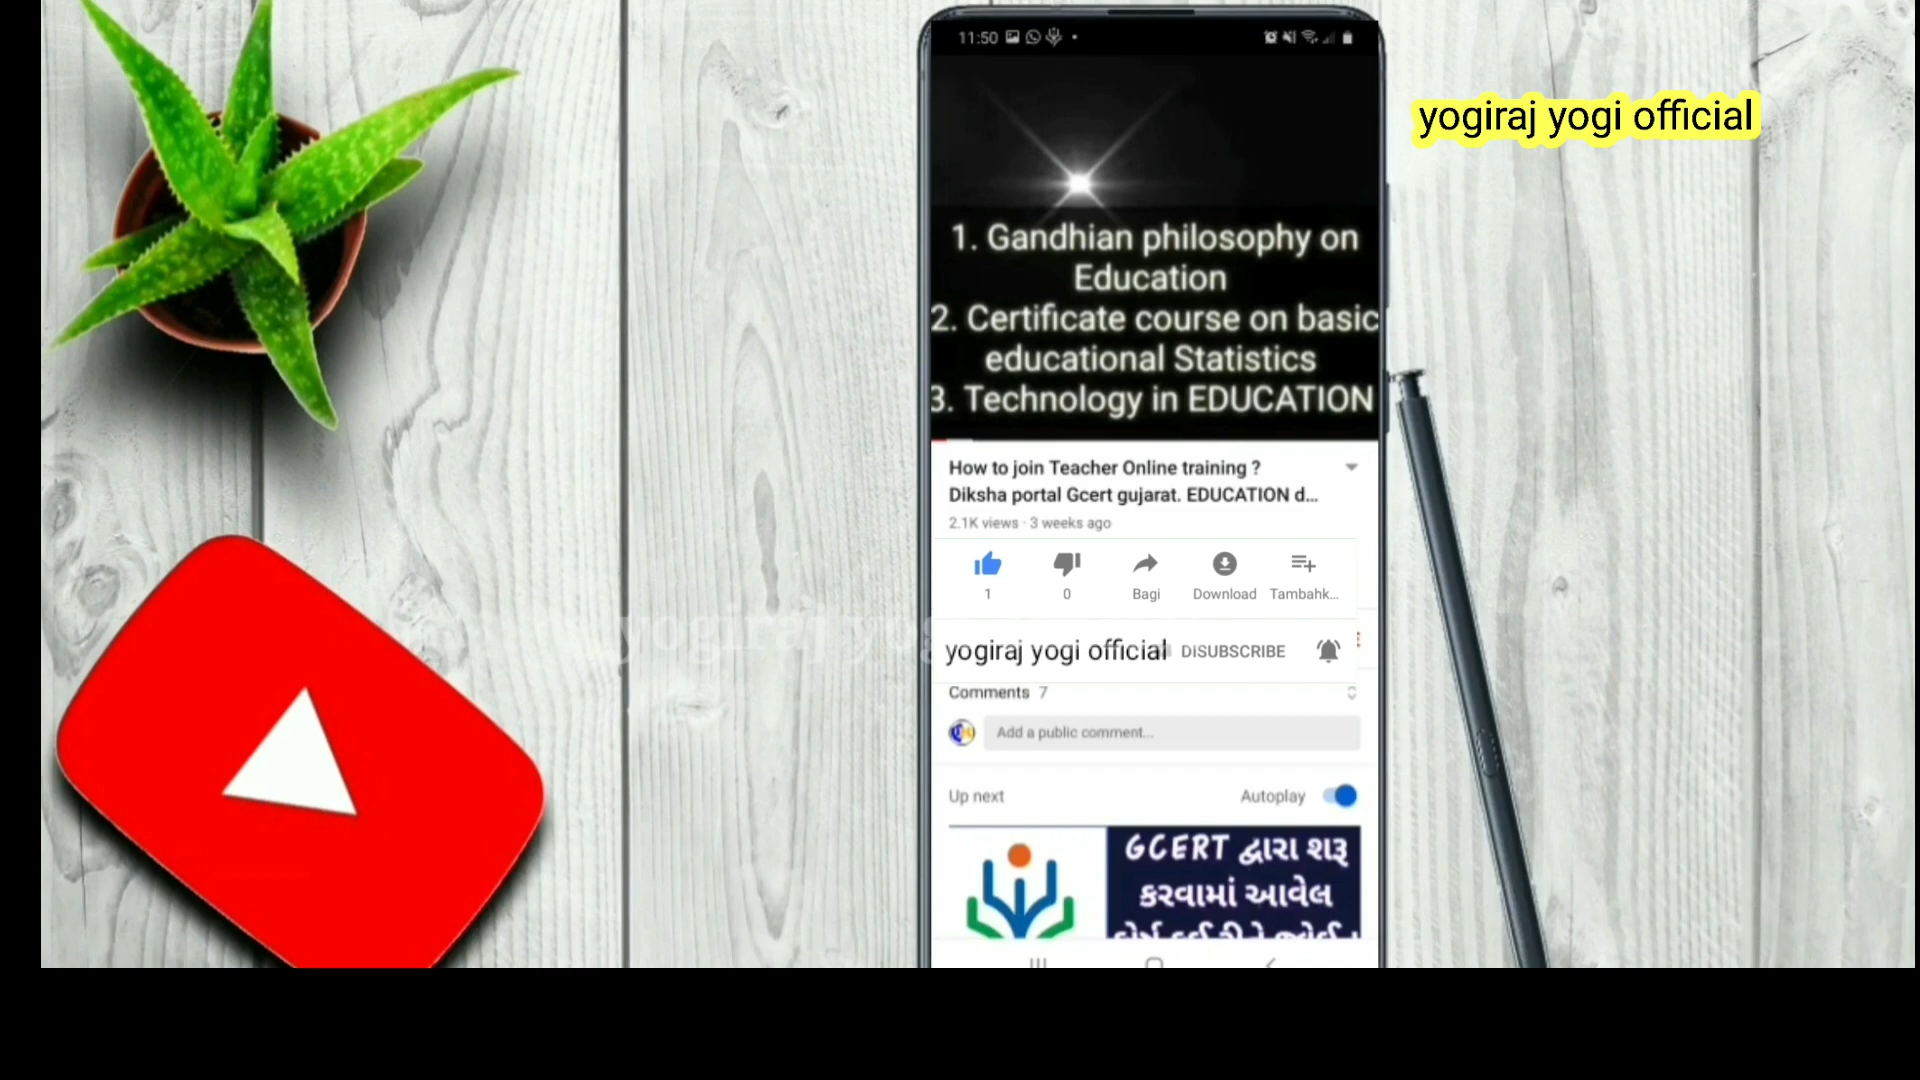 11:50
yogiraj yogi official
1. Gandhian philosophy on
Education
2. Certificate course on basic
educational Statistics
3. Technology in EDUCATION
How to join Teacher Online training ?
Diksha portal Gcert gujarat. EDUCATION d...
2.1K views · 3 weeks ago
1
0
Bagi
Download
Tambahk...
yogiraj yogi official DiSUBSCRIBE
Comments 7
Add a public comment...
Up next
Autoplay
GCERT દ્વારા શરૂ
કરવામાં આવેલ